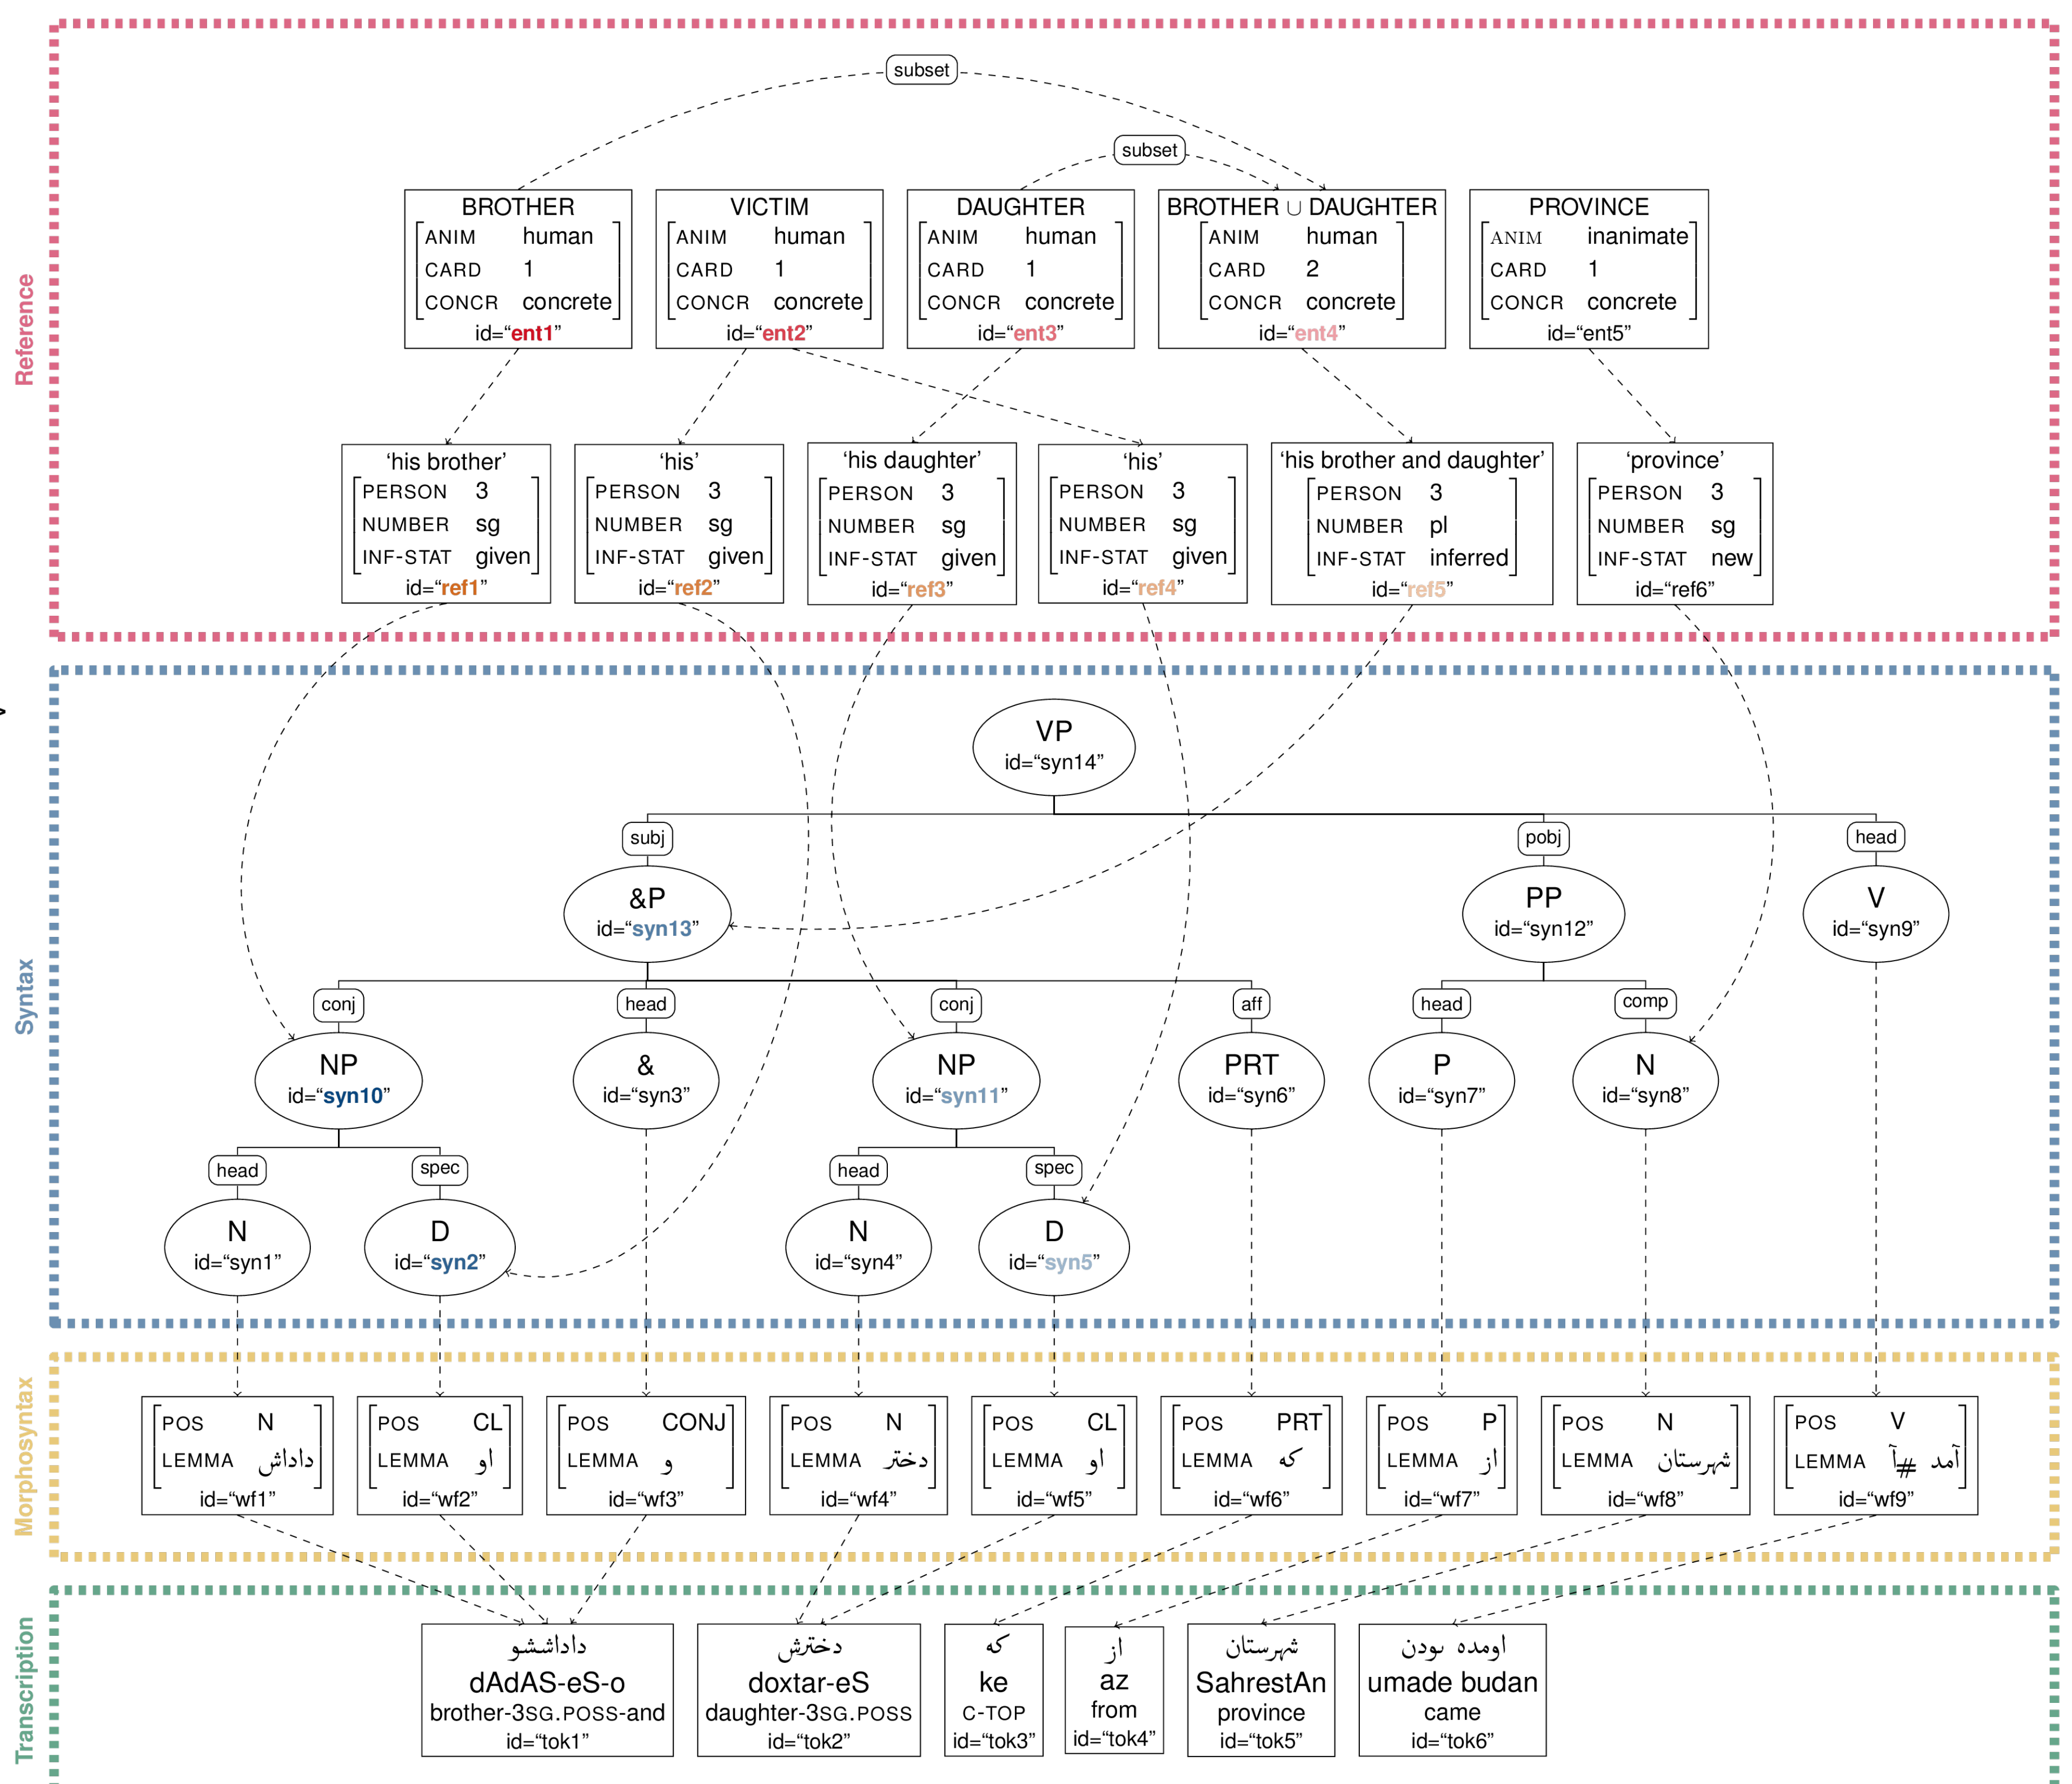 Reference
subset
subset
BROTHER
ANIM human
CARD 1
CONCR concrete
id=“ent1”
VICTIM
ANIM human
CARD 1
CONCR concrete
id=“ent2”
DAUGHTER
ANIM human
CARD 1
CONCR concrete
id=“ent3”
BROTHER ∪ DAUGHTER
ANIM human
CARD 2
CONCR concrete
id=“ent4”
PROVINCE
ANIM inanimate
CARD 1
CONCR concrete
id=“ent5”
‘his brother’
PERSON 3
NUMBER sg
INF-STAT given
id=“ref1”
‘his’
PERSON 3
NUMBER sg
INF-STAT given
id=“ref2”
‘his daughter’
PERSON 3
NUMBER sg
INF-STAT given
id=“ref3”
‘his’
PERSON 3
NUMBER sg
INF-STAT given
id=“ref4”
‘his brother and daughter’
PERSON 3
NUMBER pl
INF-STAT inferred
id=“ref5”
‘province’
PERSON 3
NUMBER sg
INF-STAT new
id=“ref6”
Syntax
VP
id=“syn14”
subj
pobj
head
&P
id=“syn13”
PP
id=“syn12”
V
id=“syn9”
conj
head
conj
aff
head
comp
NP
id=“syn10”
&
id=“syn3”
NP
id=“syn11”
PRT
id=“syn6”
P
id=“syn7”
N
id=“syn8”
head
spec
head
spec
N
id=“syn1”
D
id=“syn2”
N
id=“syn4”
D
id=“syn5”
Morphosyntax
POS N
LEMMA داداش
id=“wf1”
POS CL
LEMMA او
id=“wf2”
POS CONJ
LEMMA و
id=“wf3”
POS N
LEMMA دختر
id=“wf4”
POS CL
LEMMA او
id=“wf5”
POS PRT
LEMMA که
id=“wf6”
POS P
LEMMA از
id=“wf7”
POS N
LEMMA شهرستان
id=“wf8”
POS V
LEMMA آمد #آ
id=“wf9”
Transcription
داداششو
dAdAS-eS-o
brother-3SG.POSS-and
id=“tok1”
دخترش
doxtar-eS
daughter-3SG.POSS
id=“tok2”
که
ke
C-TOP
id=“tok3”
از
az
from
id=“tok4”
شهرستان
SahrestAn
province
id=“tok5”
اومده بودن
umade budan
came
id=“tok6”